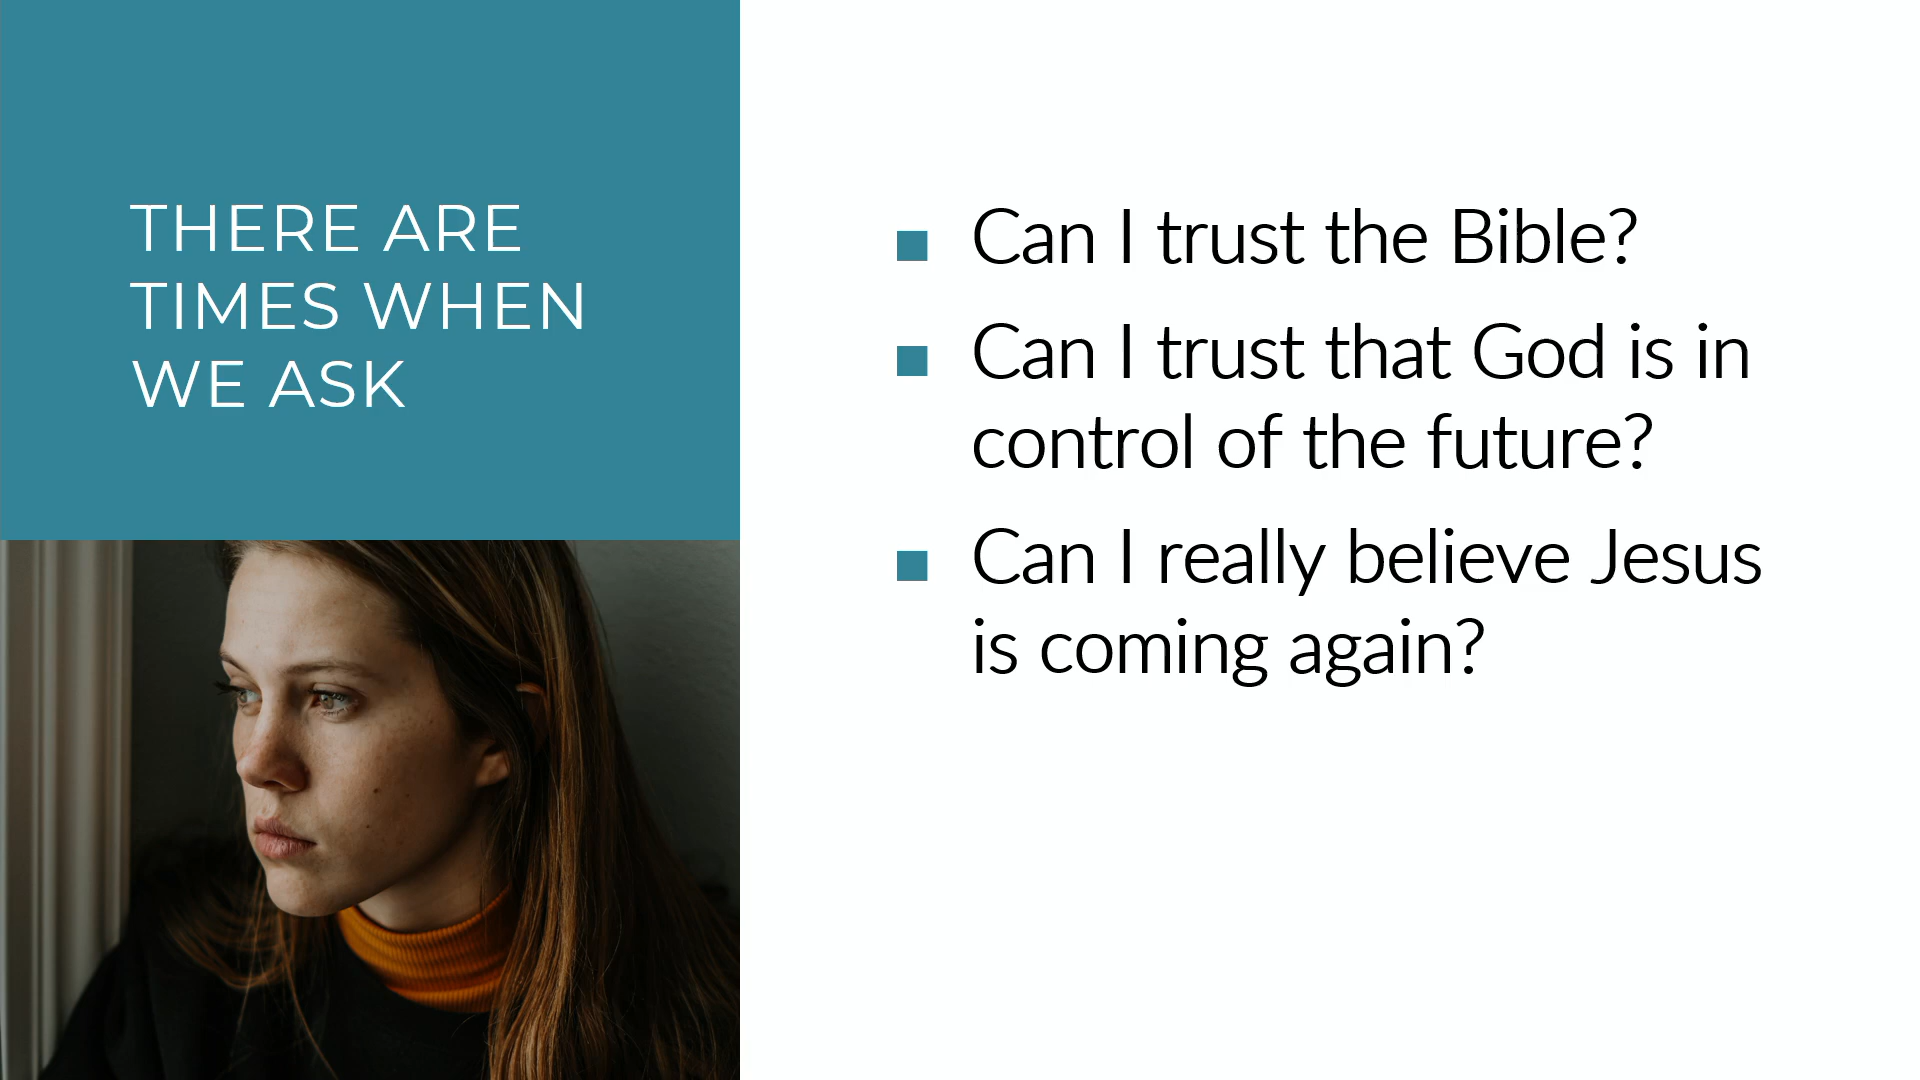 THERE ARE
TIMES WHEN
WE ASK
Can I trust the Bible?
Can I trust that God is in
control of the future?
Can I really believe Jesus
is coming again?